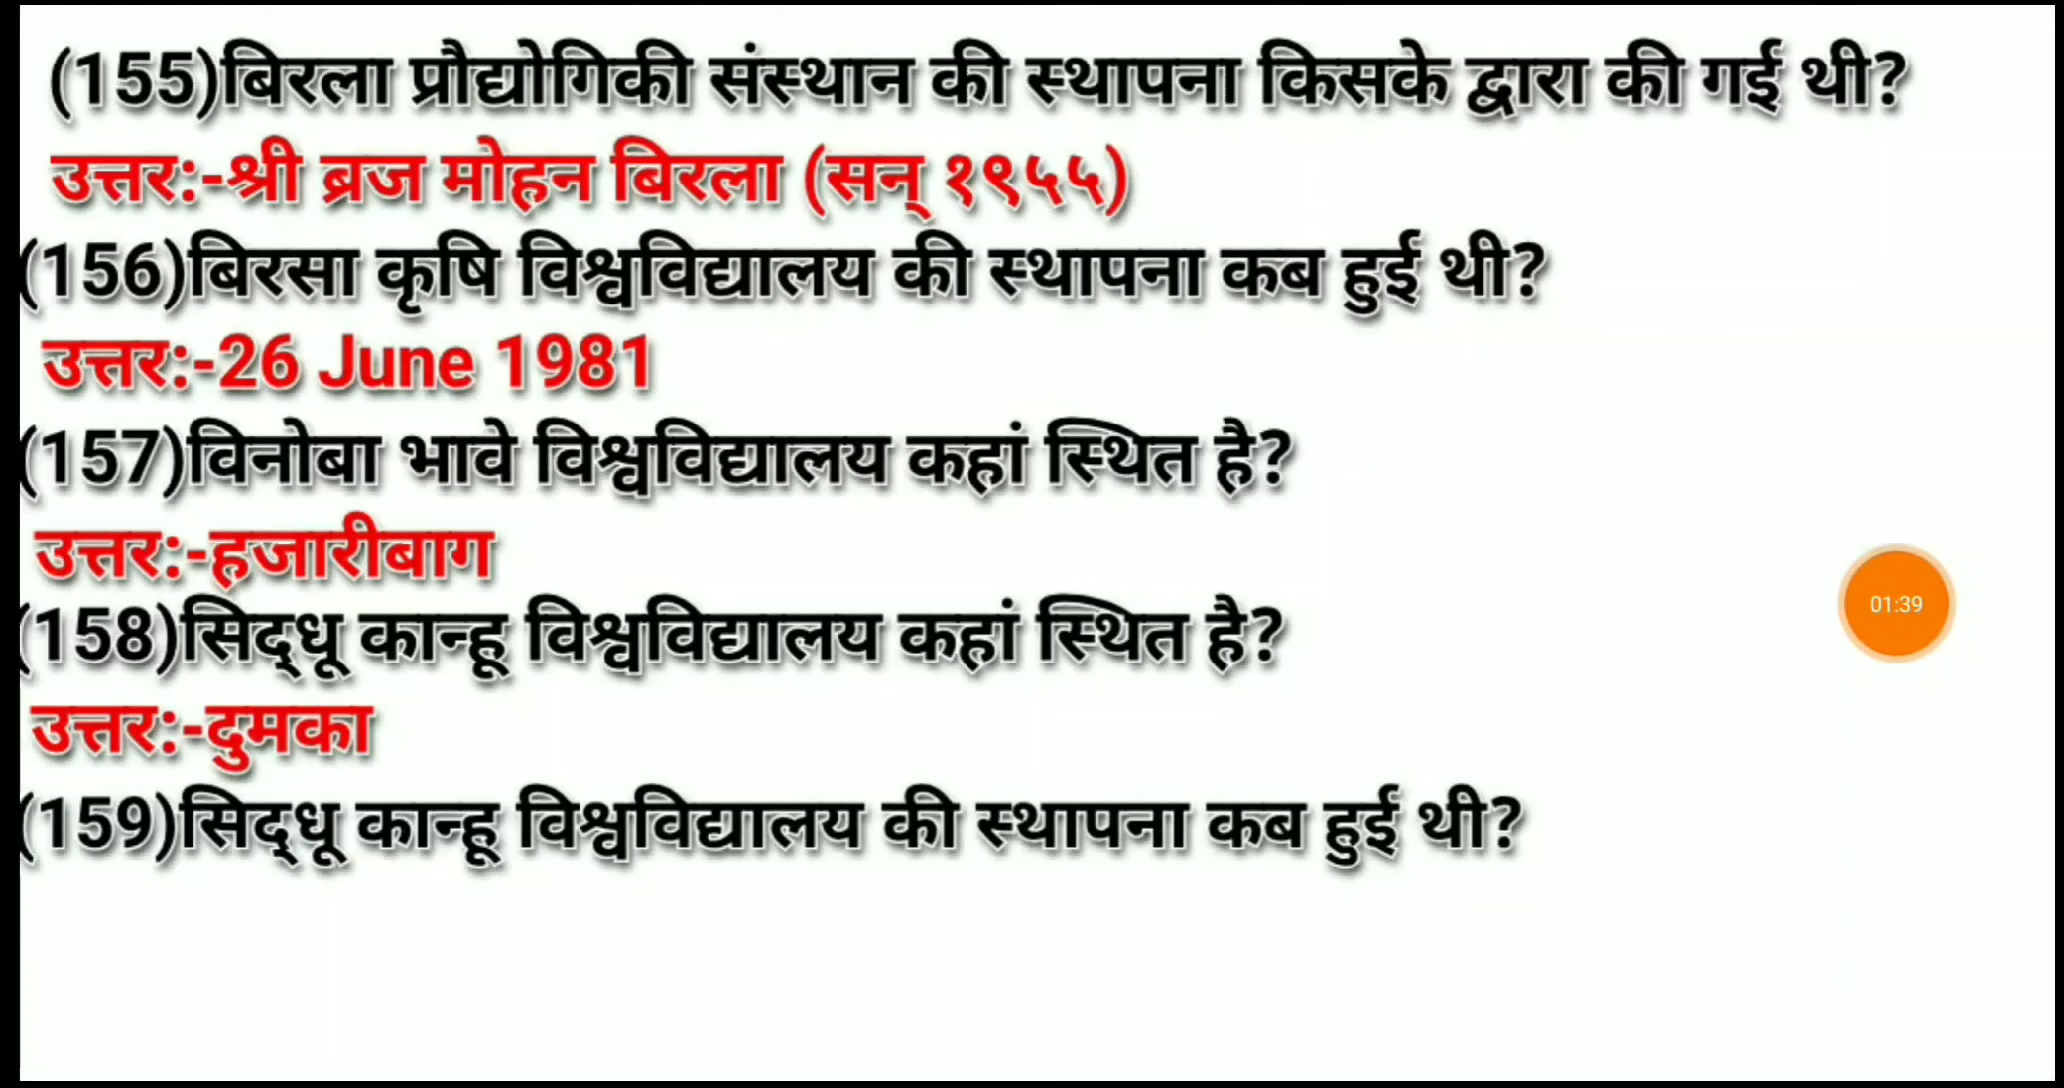 (155)बिरला प्रौद्योगिकी संस्थान की स्थापना किसके द्वारा की गई थी?
उत्तर:-श्री ब्रज मोहन बिरला (सन् १९५५)
(156)बिरसा कृषि विश्वविद्यालय की स्थापना कब हुई थी?
उत्तर:-26 June 1981
(157)विनोबा भावे विश्वविद्यालय कहां स्थित है?
उत्तर:-हजारीबाग
(158)सिद्धू कान्हू विश्वविद्यालय कहां स्थित है?
01:39
उत्तर:-दुमका
(159)सिद्धू कान्हू विश्वविद्यालय की स्थापना कब हुई थी?